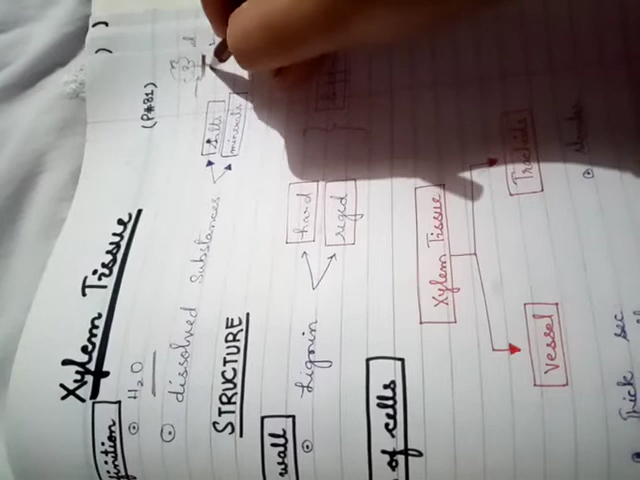 Xylem Tissue
(P#81)
finition
H₂O
dissolved substances
salts
minerals
STRUCTURE
wall
Lignin
hard
rigid
of cells
Xylem Tissue
Vessel
Tracheids
Thick sec